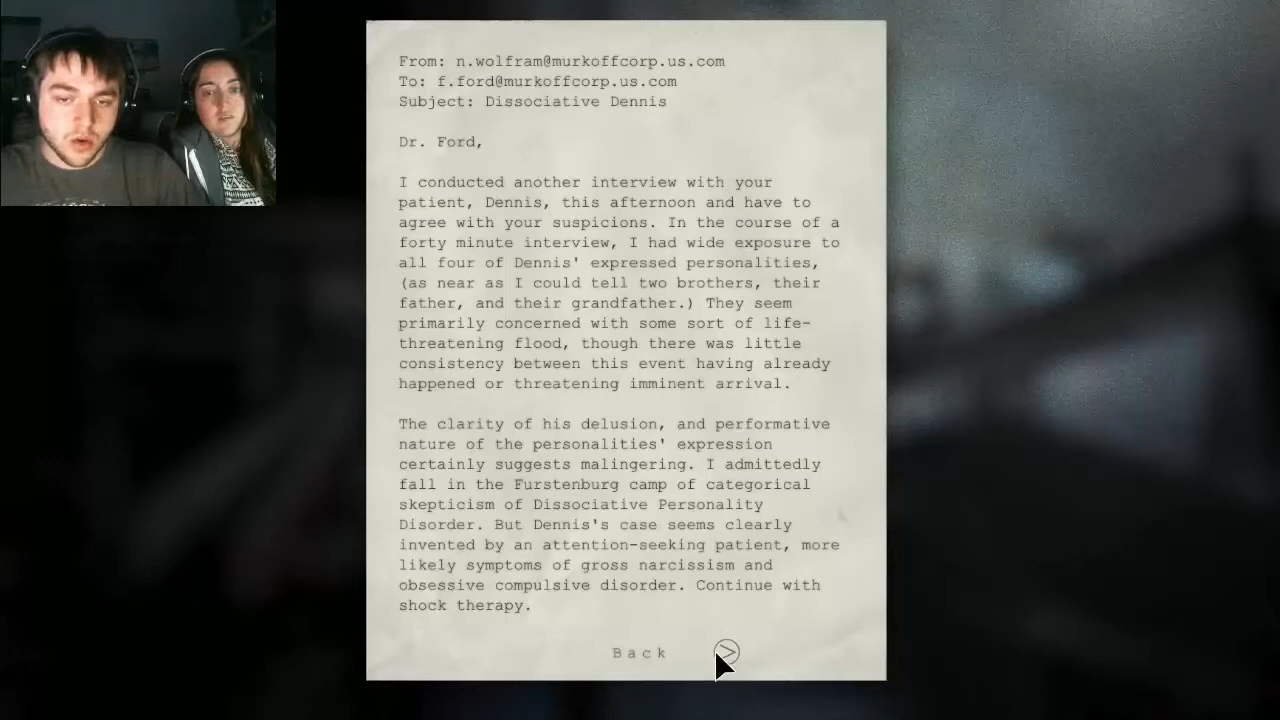 From: n.wolfram@murkoffcorp.us.com
To: f.ford@murkoffcorp.us.com
Subject: Dissociative Dennis
Dr. Ford,
I conducted another interview with your
patient, Dennis, this afternoon and have to
agree with your suspicions. In the course of a
forty minute interview, I had wide exposure to
all four of Dennis' expressed personalities,
(as near as I could tell two brothers, their
father, and their grandfather.) They seem
primarily concerned with some sort of life-
threatening flood, though there was little
consistency between this event having already
happened or threatening imminent arrival.
The clarity of his delusion, and performative
nature of the personalities' expression
certainly suggests malingering. I admittedly
fall in the Furstenburg camp of categorical
skepticism of Dissociative Personality
Disorder. But Dennis's case seems clearly
invented by an attention-seeking patient, more
likely symptoms of gross narcissism and
obsessive compulsive disorder. Continue with
shock therapy.
Back >